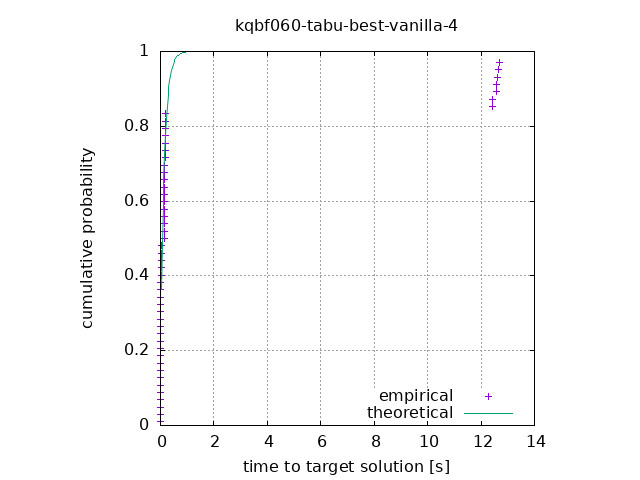 kqbf060-tabu-best-vanilla-4
1
0.8
0.6
0.4
0.2
0
cumulative probability
empirical
theoretical
0 2 4 6 8 10 12 14
time to target solution [s]